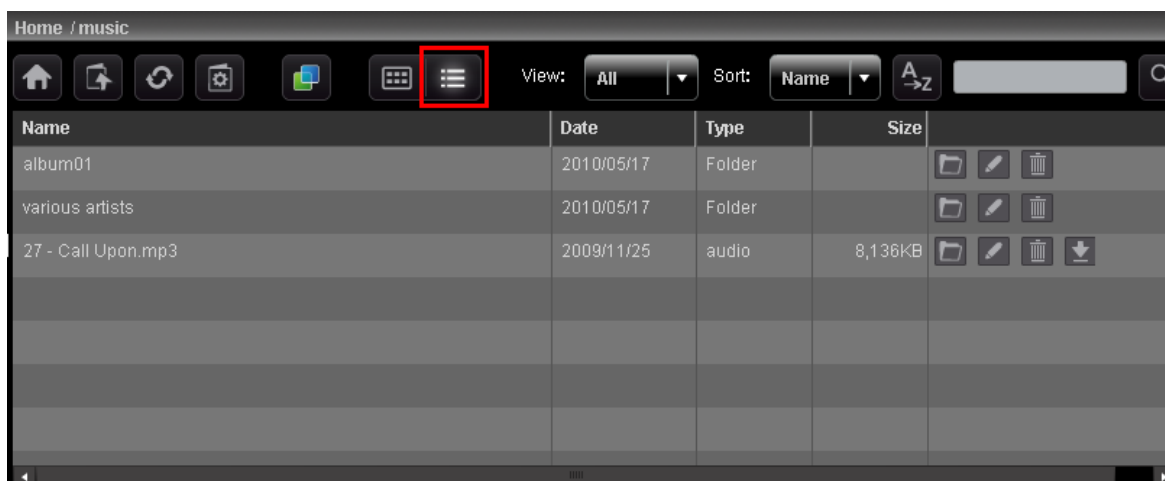 Home / music
View: All Sort: Name A→Z
Name Date Type Size
album01 2010/05/17 Folder
various artists 2010/05/17 Folder
27 - Call Upon.mp3 2009/11/25 audio 8,136KB